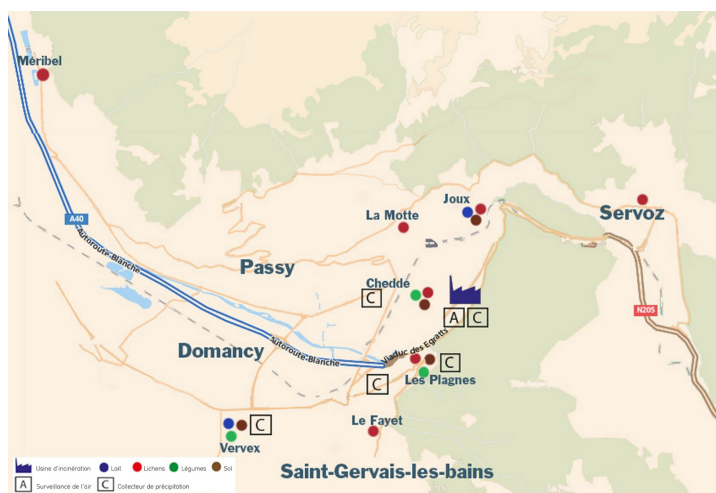 Méribel
A40
Autoroute-Blanche
Passy
Domancy
Autoroute-Blanche
La Motte
Joux
Servoz
Chedde
C
A C
N205
Viaduc des Egratts
C
Les Plagnes
C
Le Fayet
C
Vervex
Saint-Gervais-les-bains
Usine d'incinération Lait Lichens Légumes Sol
A Surveillance de l'air C Collecteur de précipitation